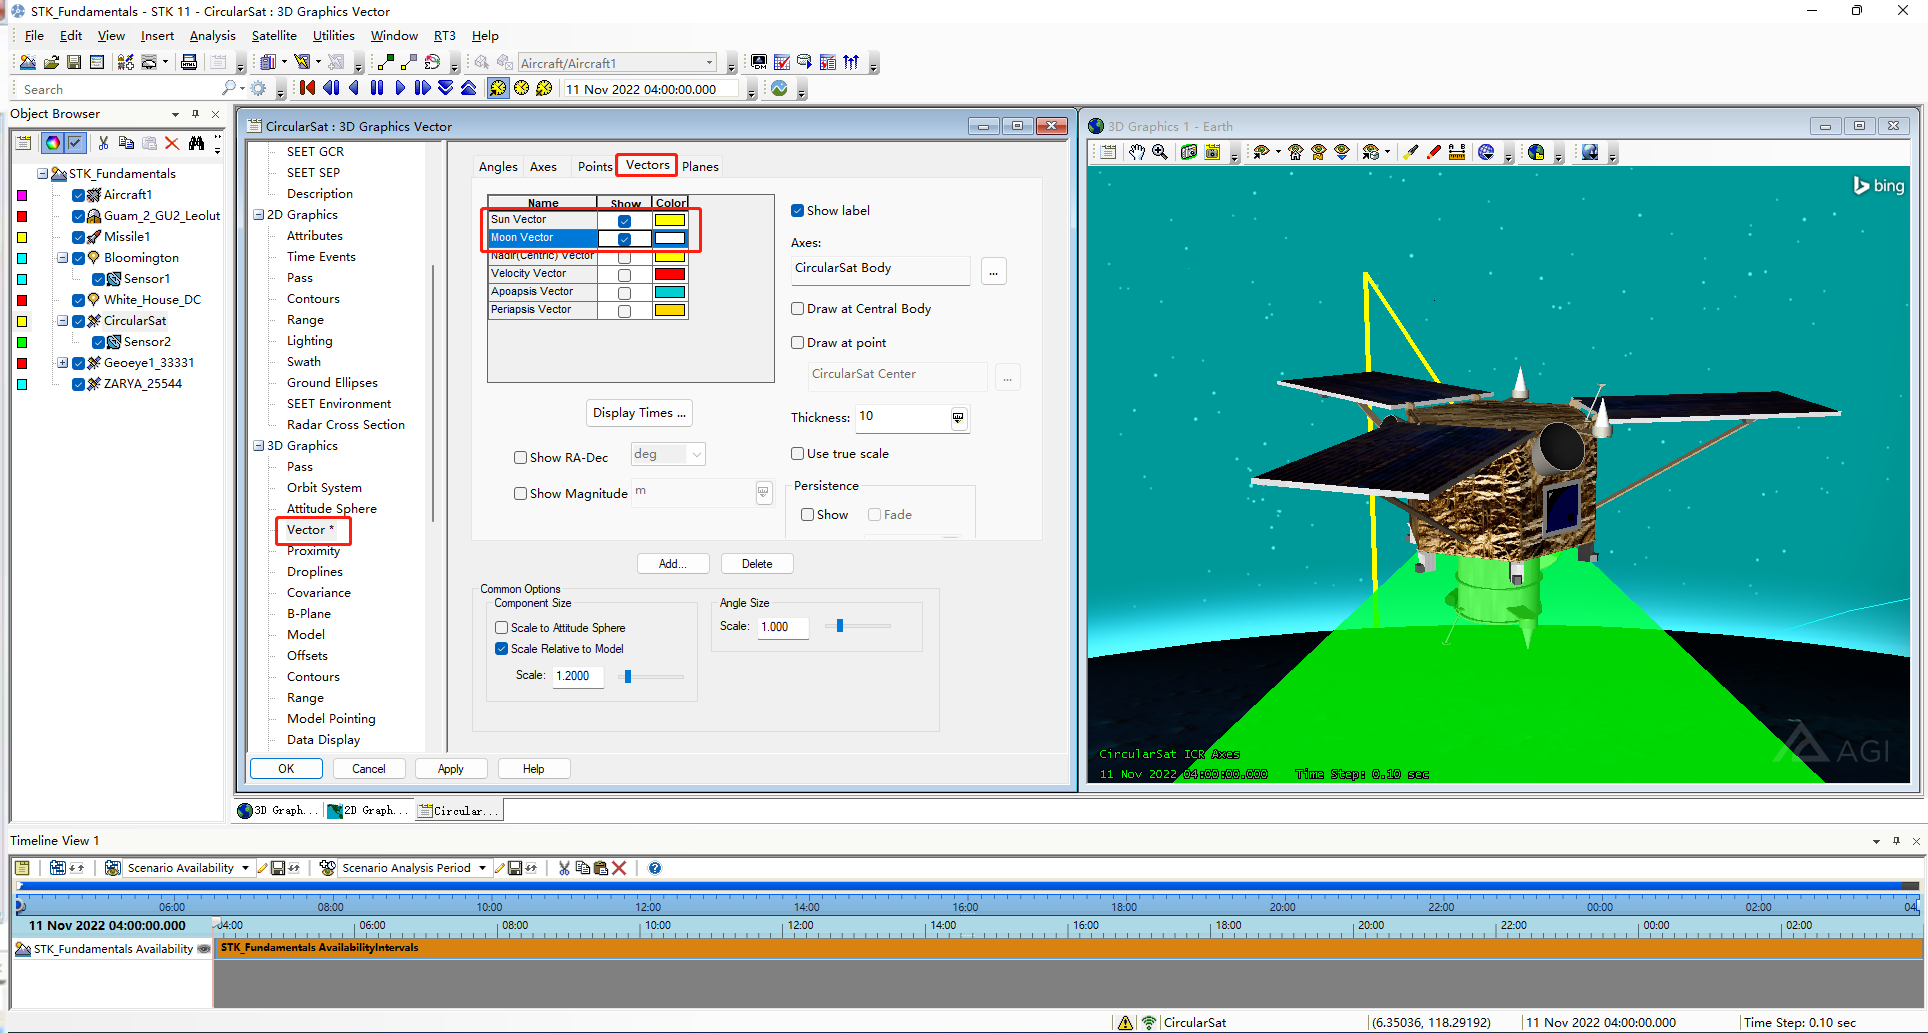 STK_Fundamentals - STK 11 - CircularSat : 3D Graphics Vector
File Edit View Insert Analysis Satellite Utilities Window RT3 Help
Aircraft/Aircraft1
Search
11 Nov 2022 04:00:00.000
Object Browser
STK_Fundamentals
Aircraft1
Guam_2_GU2_Leolut
Missile1
Bloomington
Sensor1
White_House_DC
CircularSat
Sensor2
Geoeye1_33331
ZARYA_25544
CircularSat : 3D Graphics Vector
SEET GCR
SEET SEP
Description
2D Graphics
Attributes
Time Events
Pass
Contours
Range
Lighting
Swath
Ground Ellipses
SEET Environment
Radar Cross Section
3D Graphics
Pass
Orbit System
Attitude Sphere
Vector *
Proximity
Droplines
Covariance
B-Plane
Model
Offsets
Contours
Range
Model Pointing
Data Display
Angles Axes Points Vectors Planes
Name Show Color
Sun Vector
Moon Vector
Nadir(Centric) Vector
Velocity Vector
Apoapsis Vector
Periapsis Vector
Display Times ...
Show RA-Dec deg
Show Magnitude m
Show label
Axes:
CircularSat Body ...
Draw at Central Body
Draw at point
CircularSat Center ...
Thickness: 10
Use true scale
Persistence
Show Fade
Add... Delete
Common Options
Component Size
Scale to Attitude Sphere
Scale Relative to Model
Scale: 1.2000
Angle Size
Scale: 1.000
OK Cancel Apply Help
3D Graphics 1 - Earth
bing
CircularSat ICR Axes
11 Nov 2022 04:00:00.000 Time Step: 0.10 sec
AGI
3D Graph... 2D Graph... Circular...
Timeline View 1
Scenario Availability Scenario Analysis Period
06:00 08:00 10:00 12:00 14:00 16:00 18:00 20:00 22:00 00:00 02:00 04
11 Nov 2022 04:00:00.000 04:00 06:00 08:00 10:00 12:00 14:00 16:00 18:00 20:00 22:00 00:00 02:00
STK_Fundamentals Availability STK_Fundamentals AvailabilityIntervals
CircularSat (6.35036, 118.29192) 11 Nov 2022 04:00:00.000 Time Step: 0.10 sec